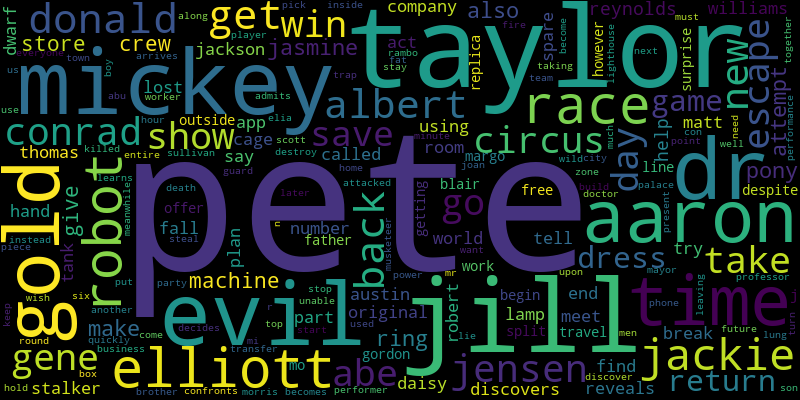 dwarf
donald
along
get
win
pick
inside
company
also
spare
reynolds
must
williams
everyone
store
crew
jackson
jasmine
player
rambo
act
fat
stay
fire
become
lighthouse
next
together
us
town
arrives
mickey
taylor
replica
however
surprise
new
escape
attempt
performance
boy
lost
worker
abu
admits
trap
albert
race
game
taking
team
use
hour
elia
conrad
show
outside
app
save
using
circus
much
matt
con
need
day
help
dr
thomas
killed
entire
sullivan
cage
scott
say
destroy
called
room
margo
joan
wild
city
line
point
well
pony
gold
learns
guard
minute
home
attacked
blair
zone
try
despite
robot
meanwhile
give
death
pete
getting
free
palace
build
doctor
hand
offer
later
back
go
aaron
instead
fall
steal
number
father
musketeer
world
tell
present
piece
tank
plan
want
dress
take
put
party
machine
power
mr
work
upon
mayor
professor
keep
wish
six
evil
stop
unable
austin
jill
begin
end
time
phone
leaving
another
top
part
original
robert
lamp
meet
men
turn
make
come
start
used
lie
split
travel
break
future
lung
round
quickly
decides
mi
ring
jackie
gene
business
transfer
gordon
elliott
mo
abe
jensen
find
box
daisy
discover
return
hold
stalker
brother
confronts
morris
becomes
performer
discovers
reveals
son